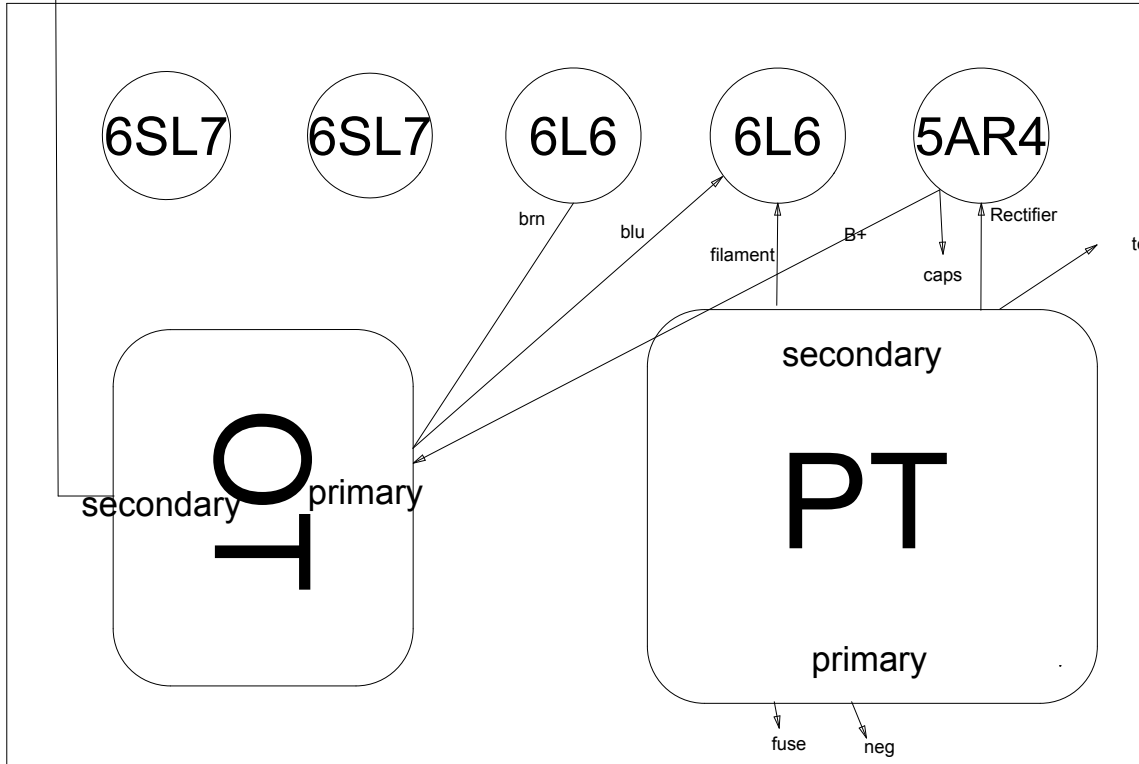 6SL7
6SL7
6L6
6L6
5AR4
brn
blu
B+
Rectifier
filament
caps
secondary
OT
secondary
primary
PT
primary
fuse
neg